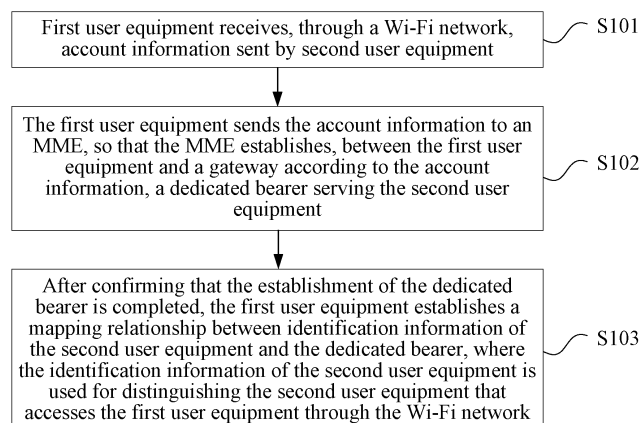 First user equipment receives, through a Wi-Fi network,
account information sent by second user equipment
S101
The first user equipment sends the account information to an
MME, so that the MME establishes, between the first user
equipment and a gateway according to the account
information, a dedicated bearer serving the second user
equipment
S102
After confirming that the establishment of the dedicated
bearer is completed, the first user equipment establishes a
mapping relationship between identification information of
the second user equipment and the dedicated bearer, where
the identification information of the second user equipment is
used for distinguishing the second user equipment that
accesses the first user equipment through the Wi-Fi network
S103